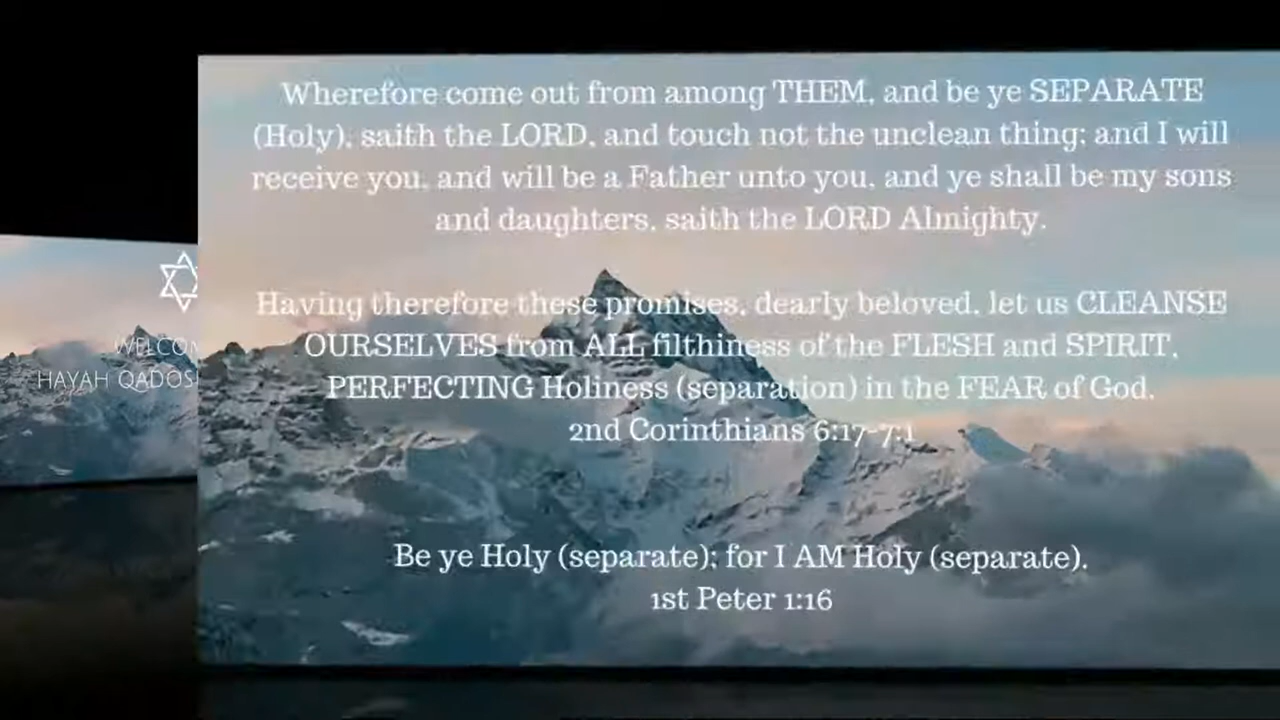 Wherefore come out from among THEM, and be ye SEPARATE
(Holy), saith the LORD, and touch not the unclean thing; and I will
receive you, and will be a Father unto you, and ye shall be my sons
and daughters, saith the LORD Almighty.
Having therefore these promises, dearly beloved, let us CLEANSE
OURSELVES from ALL filthiness of the FLESH and SPIRIT,
PERFECTING Holiness (separation) in the FEAR of God.
2nd Corinthians 6:17-7:1
Be ye Holy (separate); for I AM Holy (separate).
1st Peter 1:16
WELCOM
HAYAH QADOS